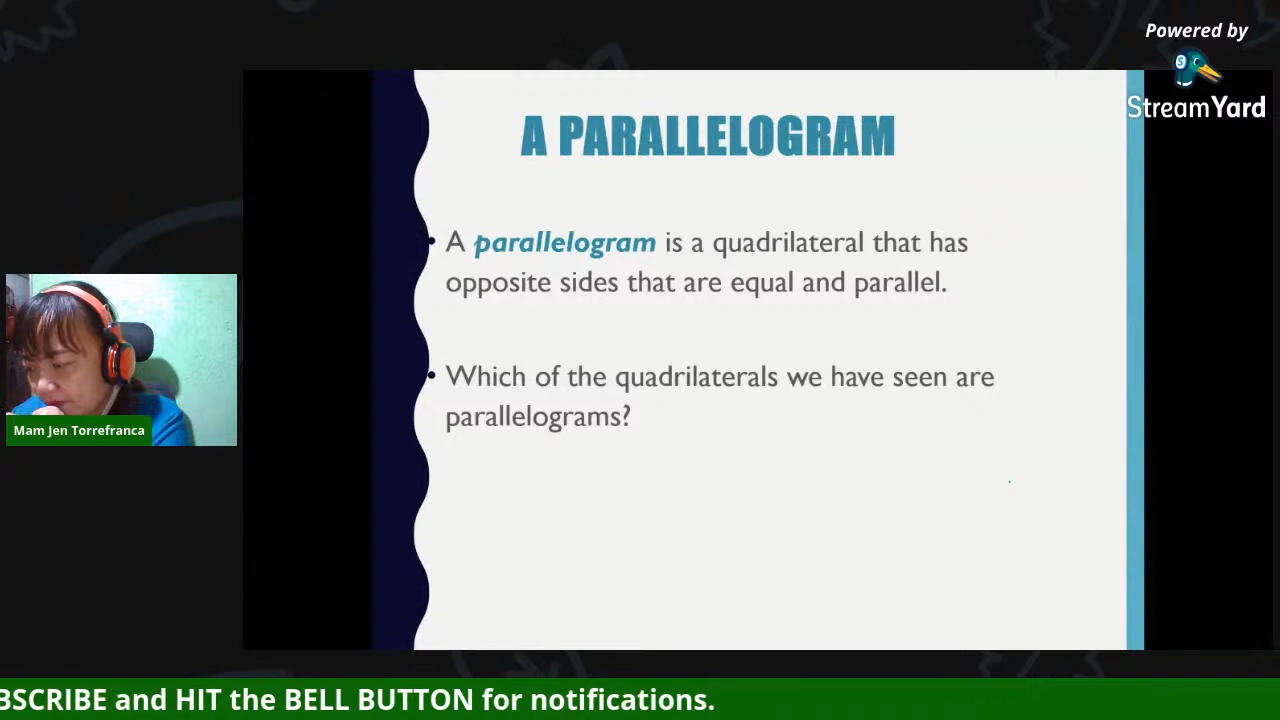 Powered by
StreamYard
A PARALLELOGRAM
• A parallelogram is a quadrilateral that has
opposite sides that are equal and parallel.
• Which of the quadrilaterals we have seen are
parallelograms?
Mam Jen Torrefranca
BSCRIBE and HIT the BELL BUTTON for notifications.